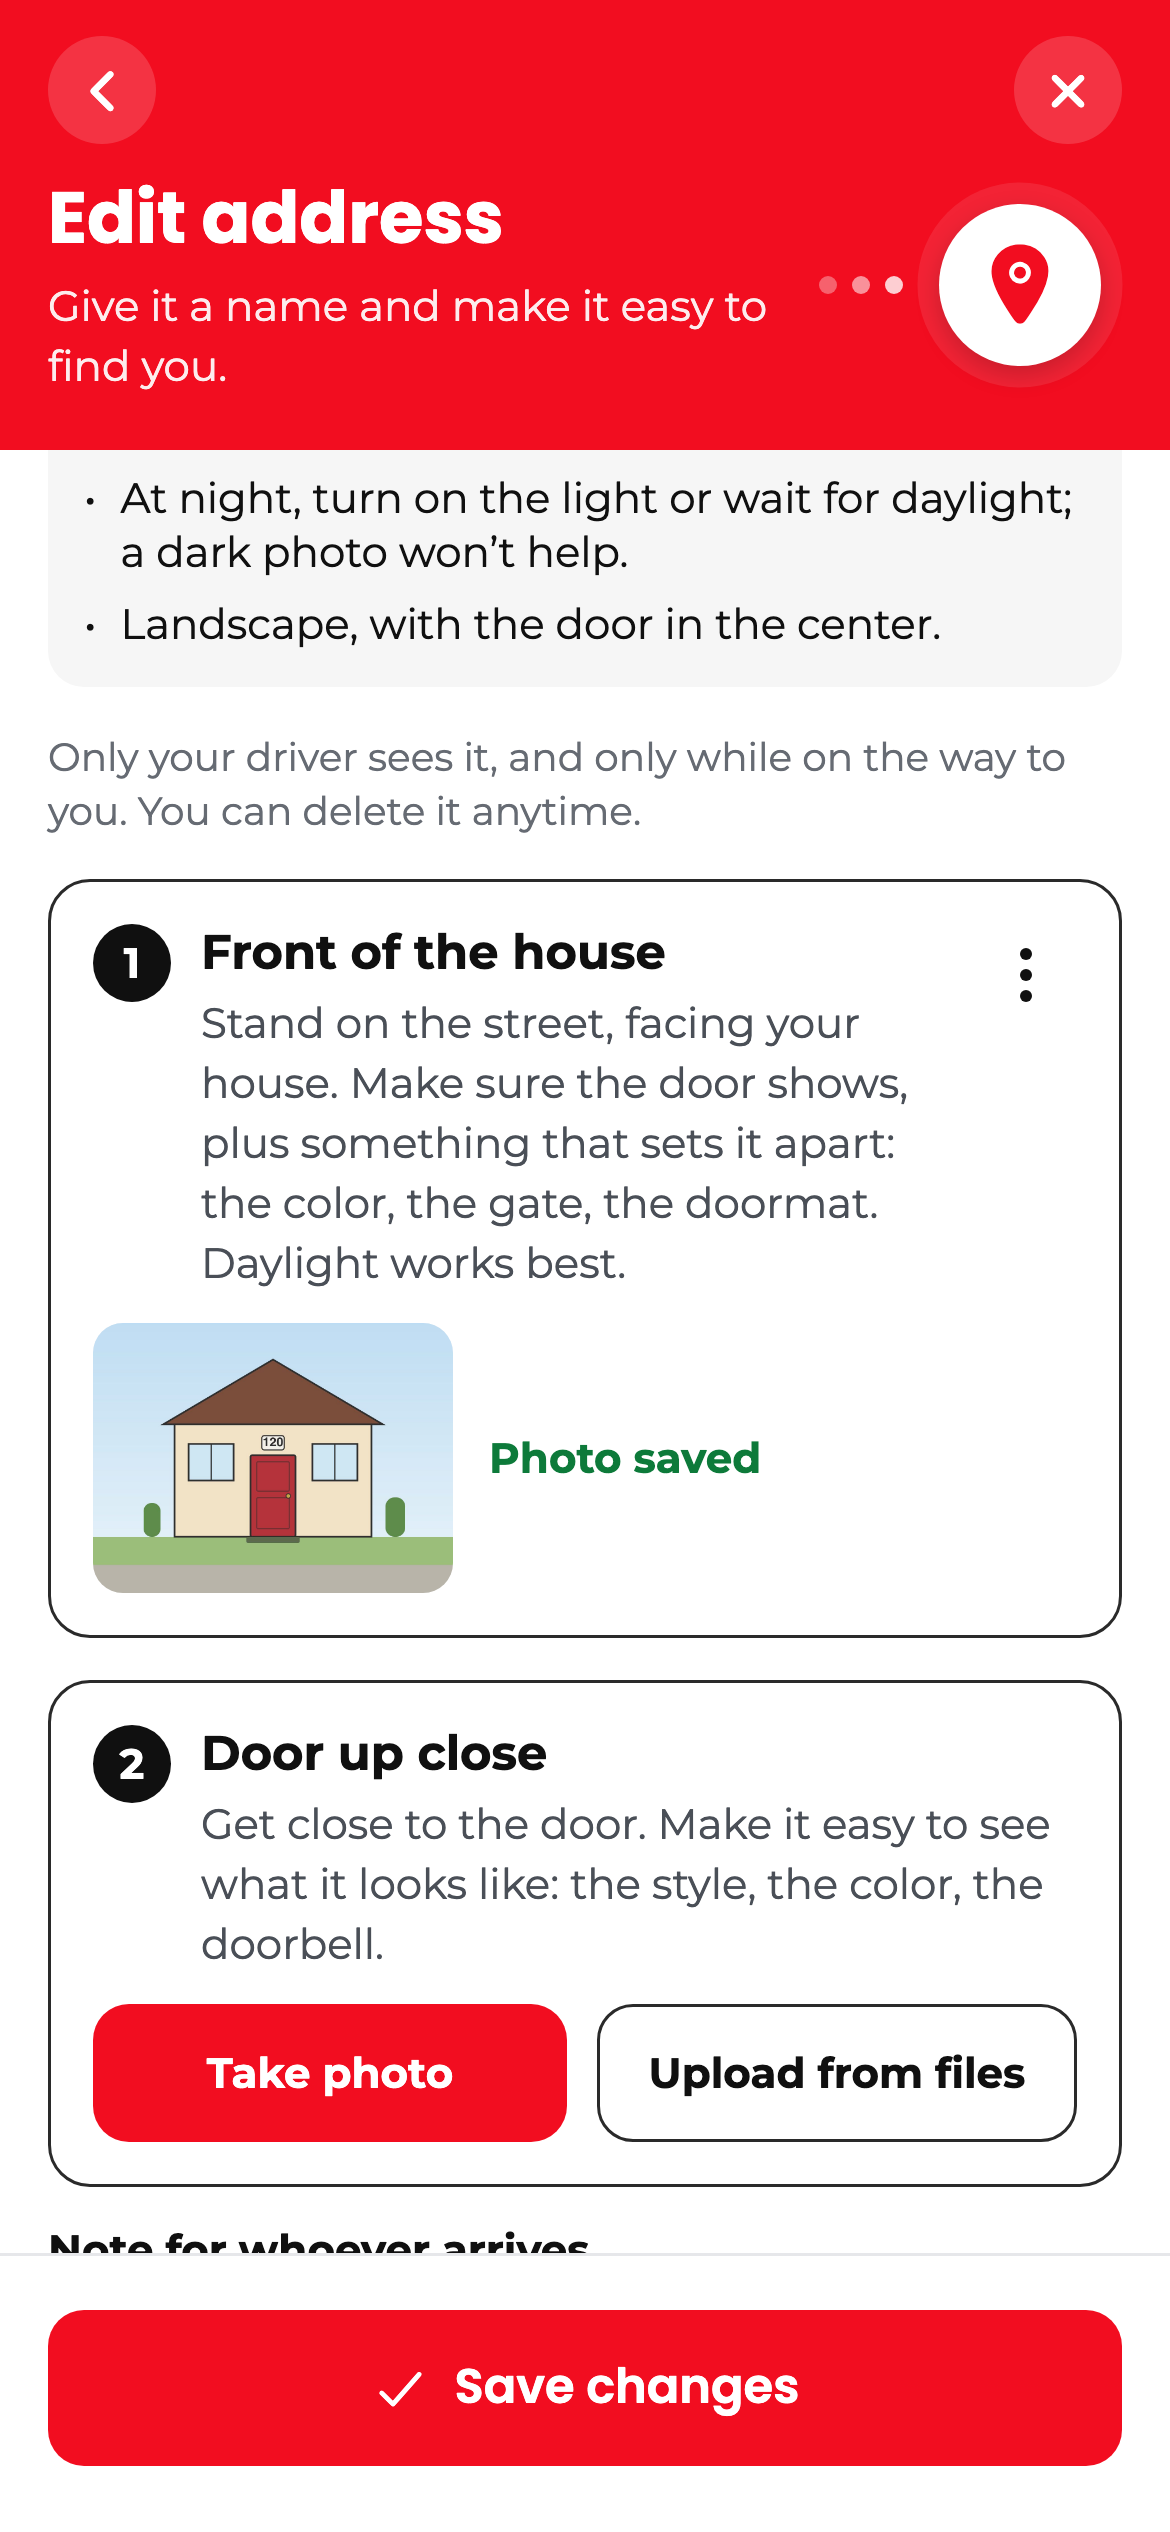 Edit address
Give it a name and make it easy to
find you.
• At night, turn on the light or wait for daylight;
a dark photo won’t help.
• Landscape, with the door in the center.
Only your driver sees it, and only while on the way to
you. You can delete it anytime.
1 Front of the house
Stand on the street, facing your
house. Make sure the door shows,
plus something that sets it apart:
the color, the gate, the doormat.
Daylight works best.
120
Photo saved
2 Door up close
Get close to the door. Make it easy to see
what it looks like: the style, the color, the
doorbell.
Take photo
Upload from files
Note for whoever arrives
Save changes